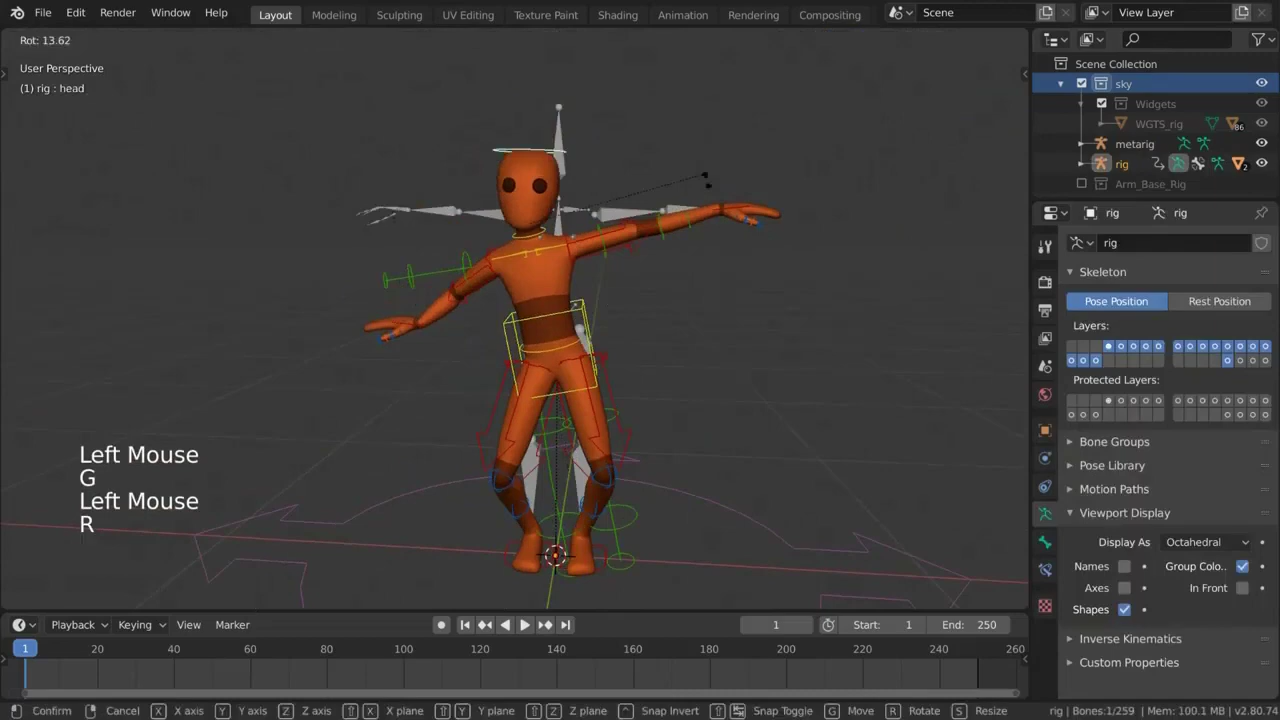 File Edit Render Window Help
Layout Modeling Sculpting UV Editing Texture Paint Shading Animation Rendering Compositing
Scene
View Layer
Rot: 13.62
User Perspective
(1) rig : head
Left Mouse
G
Left Mouse
R
Scene Collection
sky
Widgets
WGTS_rig
86
metarig
rig
2
Arm_Base_Rig
rig
rig
rig
Skeleton
Pose Position
Rest Position
Layers:
Protected Layers:
Bone Groups
Pose Library
Motion Paths
Viewport Display
Display As Octahedral
Names
Group Colo..
Axes
In Front
Shapes
Inverse Kinematics
Custom Properties
Playback Keying View Marker
1
Start: 1
End: 250
1 20 40 60 80 100 120 140 160 180 200 220 240 260
Confirm Cancel X X axis Y Y axis Z Z axis X X plane Y Y plane Z Z plane Snap Invert Snap Toggle G Move R Rotate S Resize
rig | Bones:1/259 | Mem: 100.1 MB | v2.80.74